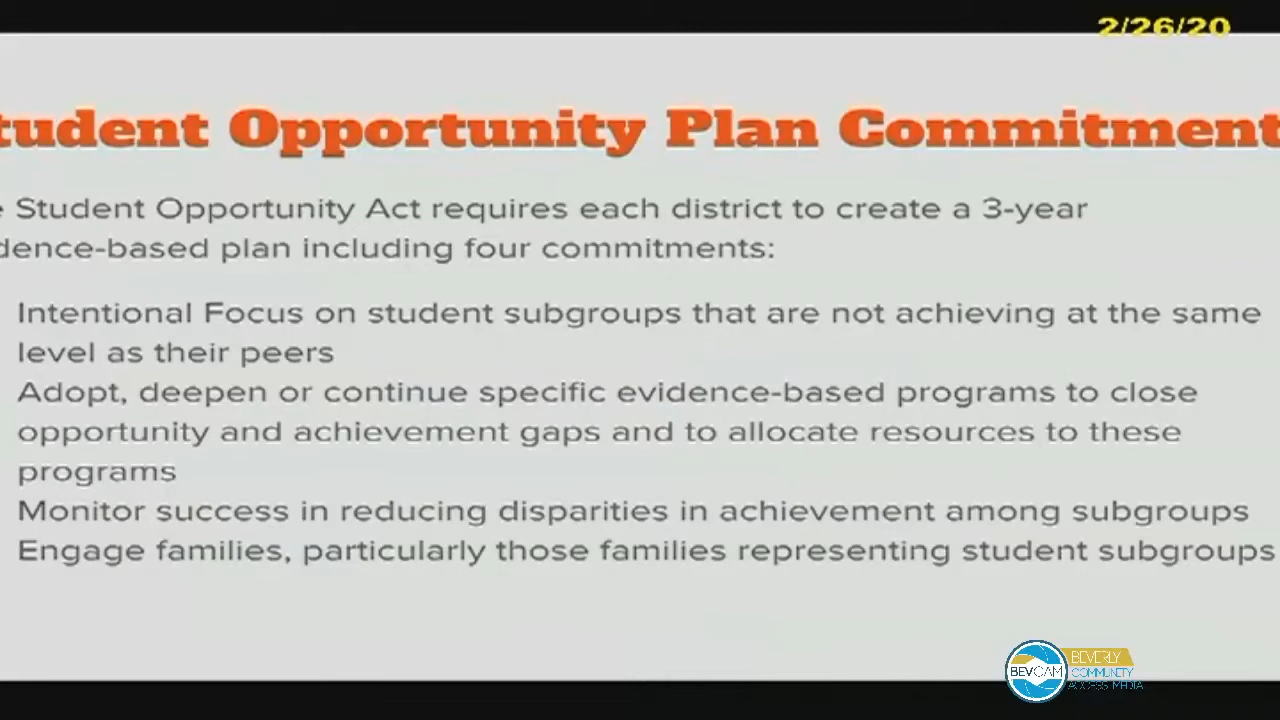 2/26/20
tudent Opportunity Plan Commitment
e Student Opportunity Act requires each district to create a 3-year
dence-based plan including four commitments:
Intentional Focus on student subgroups that are not achieving at the same
level as their peers
Adopt, deepen or continue specific evidence-based programs to close
opportunity and achievement gaps and to allocate resources to these
programs
Monitor success in reducing disparities in achievement among subgroups
Engage families, particularly those families representing student subgroups
BEVCAM
BEVERLY
COMMUNITY
ACCESS MEDIA